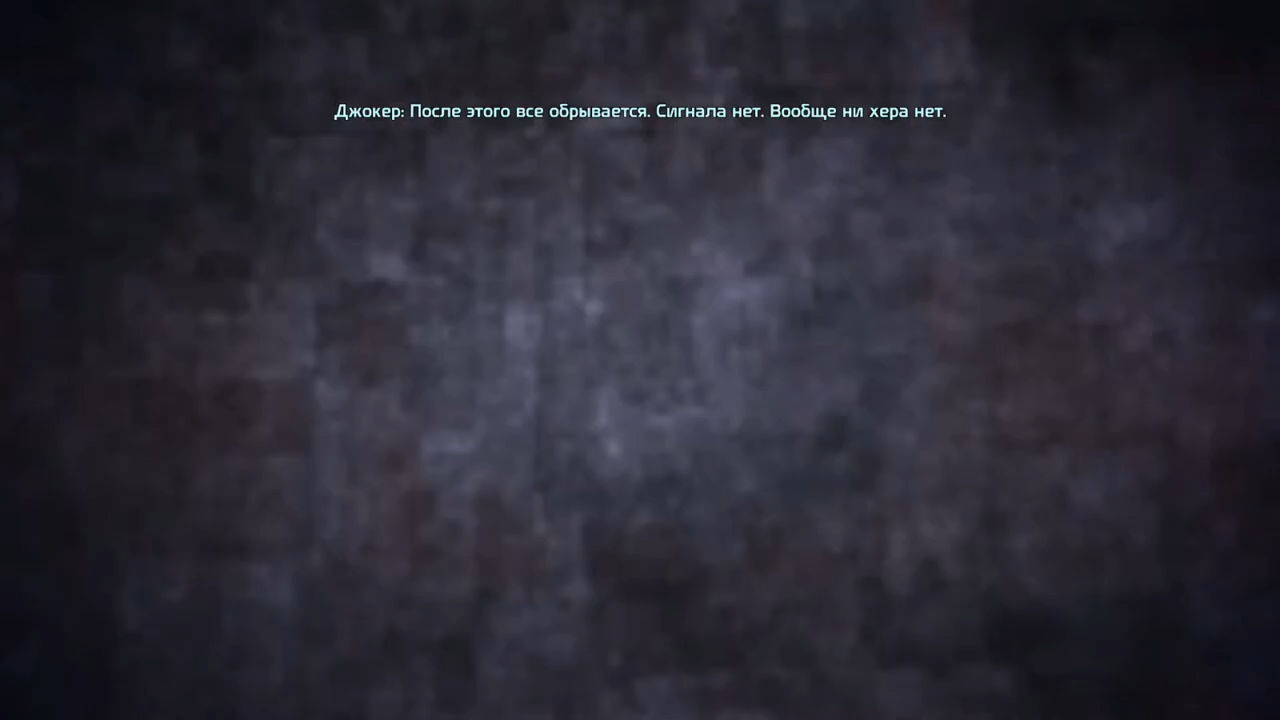 Джокер: После этого все обрывается. Сигнала нет. Вообще ни хера нет.